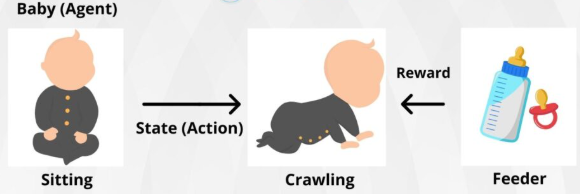 Baby (Agent)
State (Action)
Reward
Sitting
Crawling
Feeder